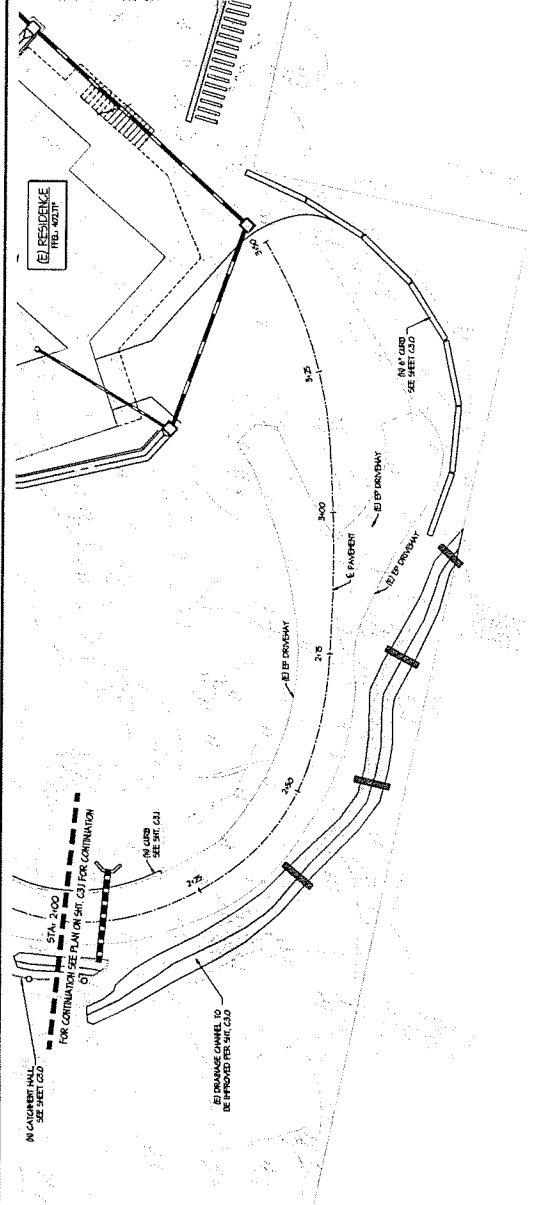 (E) RESIDENCE
FFEL: 402.71'
3+50
3+25
3+00
2+75
2+50
2+25
(N) 6" CURB
SEE SHEET C3.0
(E) EP DRIVEWAY
(E) EP DRIVEWAY
(E) EP DRIVEWAY
(N) CURB
SEE SHT. C3.1
STA: 2+00
FOR CONTINUATION SEE PLAN ON SHT. C3.1 FOR CONTINUATION
(N) CATCHMENT WALL
SEE SHEET C3.0
(E) DRAINAGE CHANNEL TO
BE IMPROVED PER SHT. C3.0
PAVEMENT